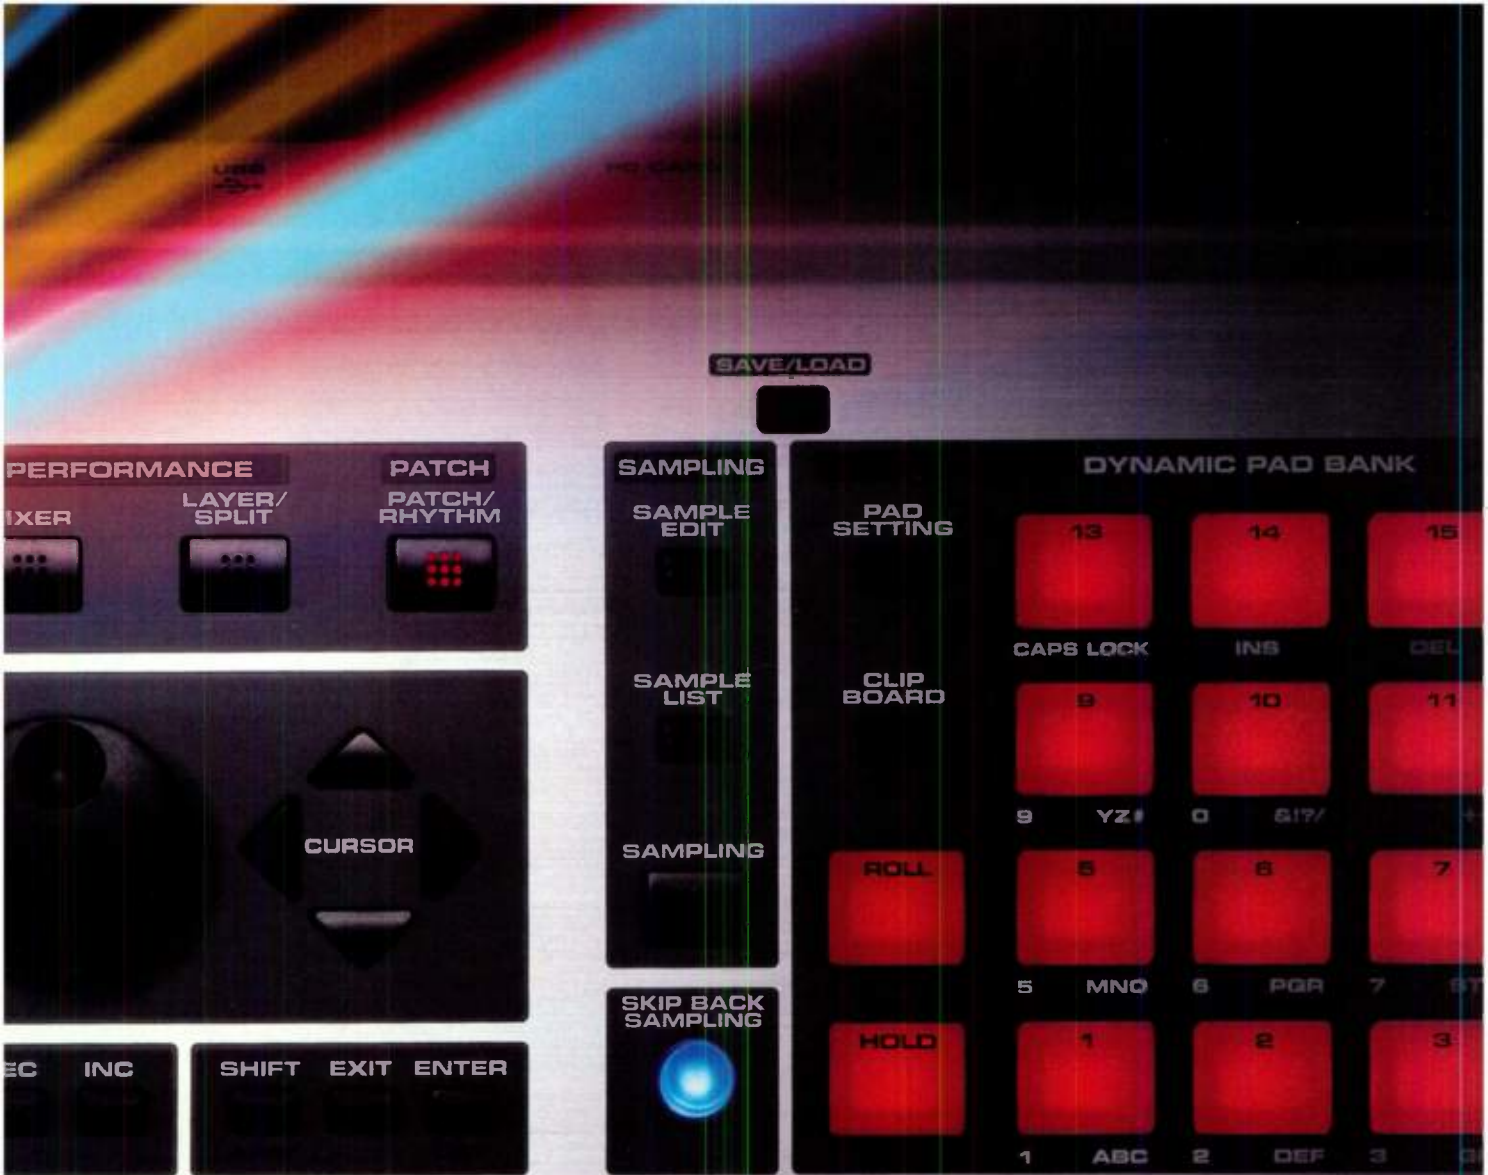 USB
SAVE/LOAD
PERFORMANCE
PATCH
IXER
LAYER/
SPLIT
PATCH/
RHYTHM
SAMPLING
SAMPLE
EDIT
SAMPLE
LIST
SAMPLING
PAD
SETTING
CLIP
BOARD
DYNAMIC PAD BANK
13 14 15
CAPS LOCK INS DEL
9 10 11
9 YZ# 0 &!?/
ROLL 5 6 7
5 MNO 6 PQR 7 ST
HOLD 1 2 3
1 ABC 2 DEF 3 G
CURSOR
SKIP BACK
SAMPLING
EC INC
SHIFT EXIT ENTER